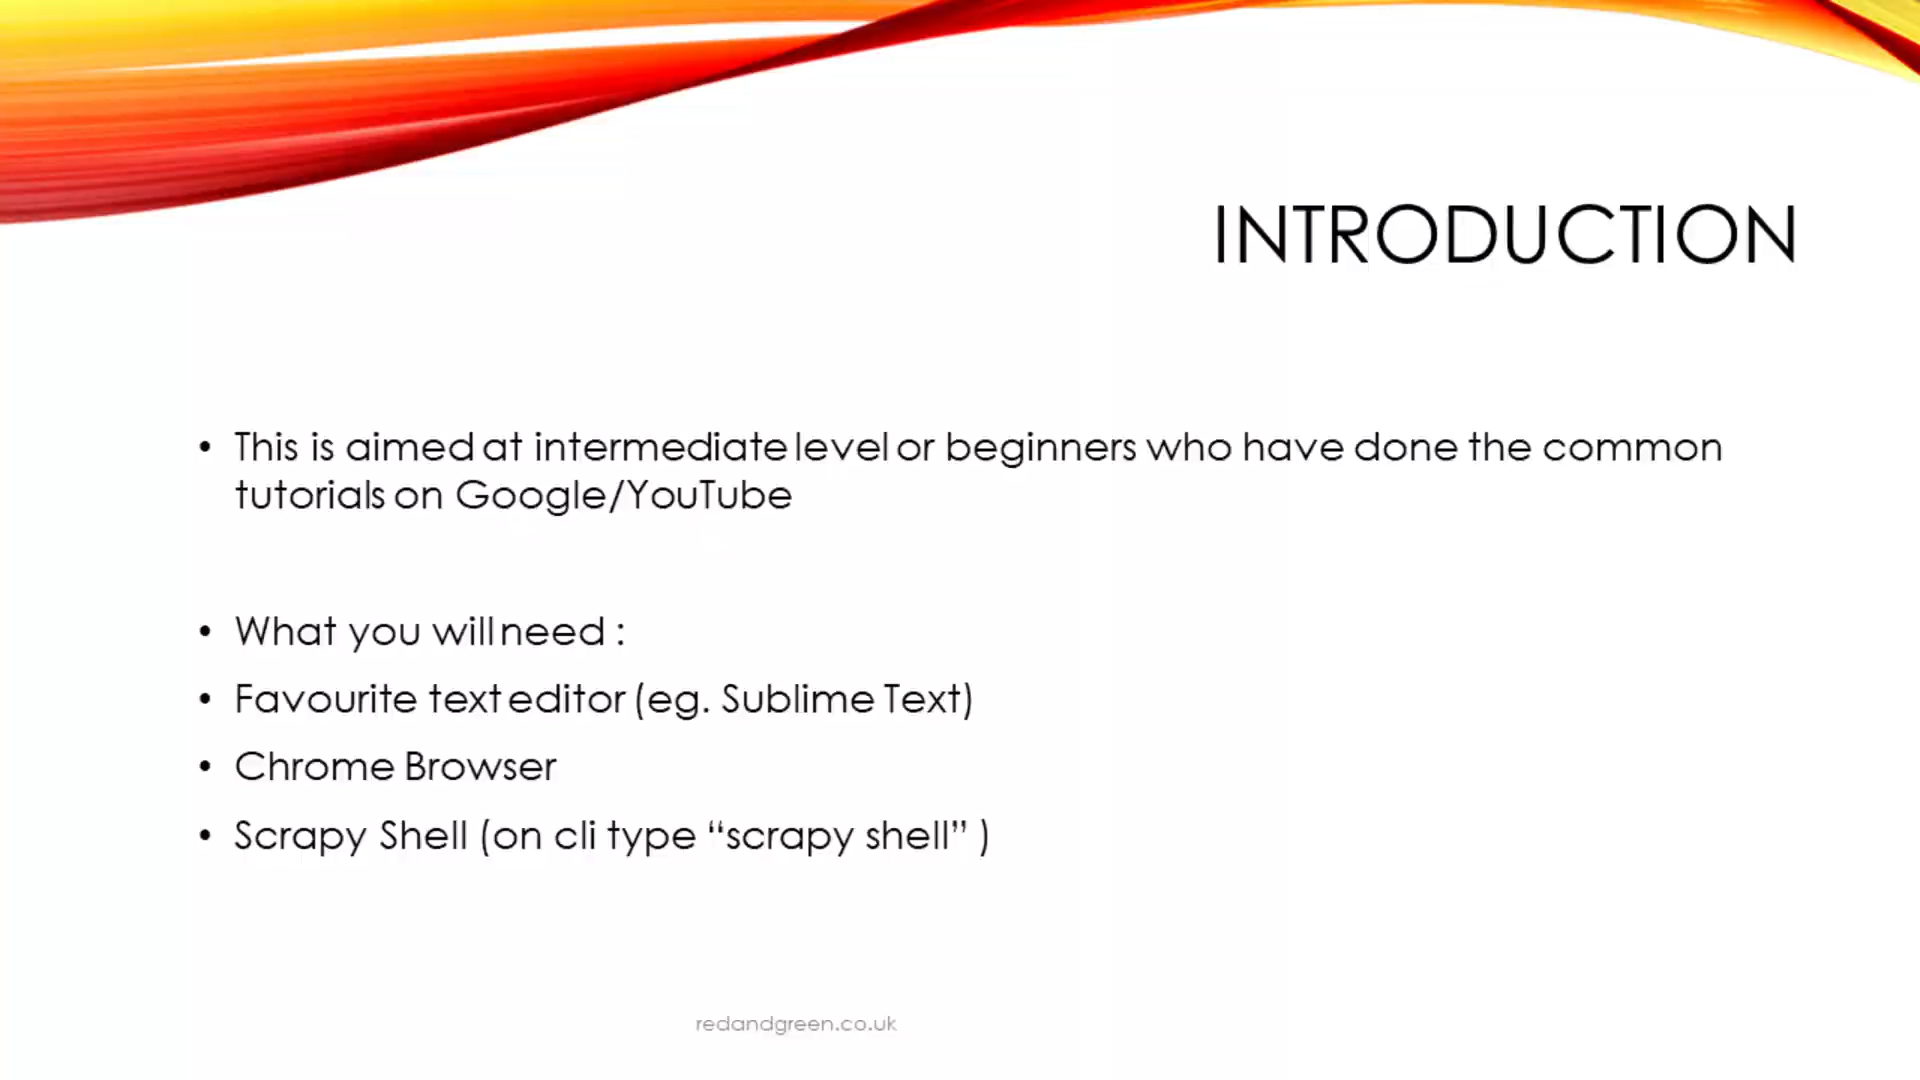 INTRODUCTION
• This is aimed at intermediate level or beginners who have done the common
tutorials on Google/YouTube
• What you will need :
• Favourite text editor (eg. Sublime Text)
• Chrome Browser
• Scrapy Shell (on cli type “scrapy shell” )
redandgreen.co.uk